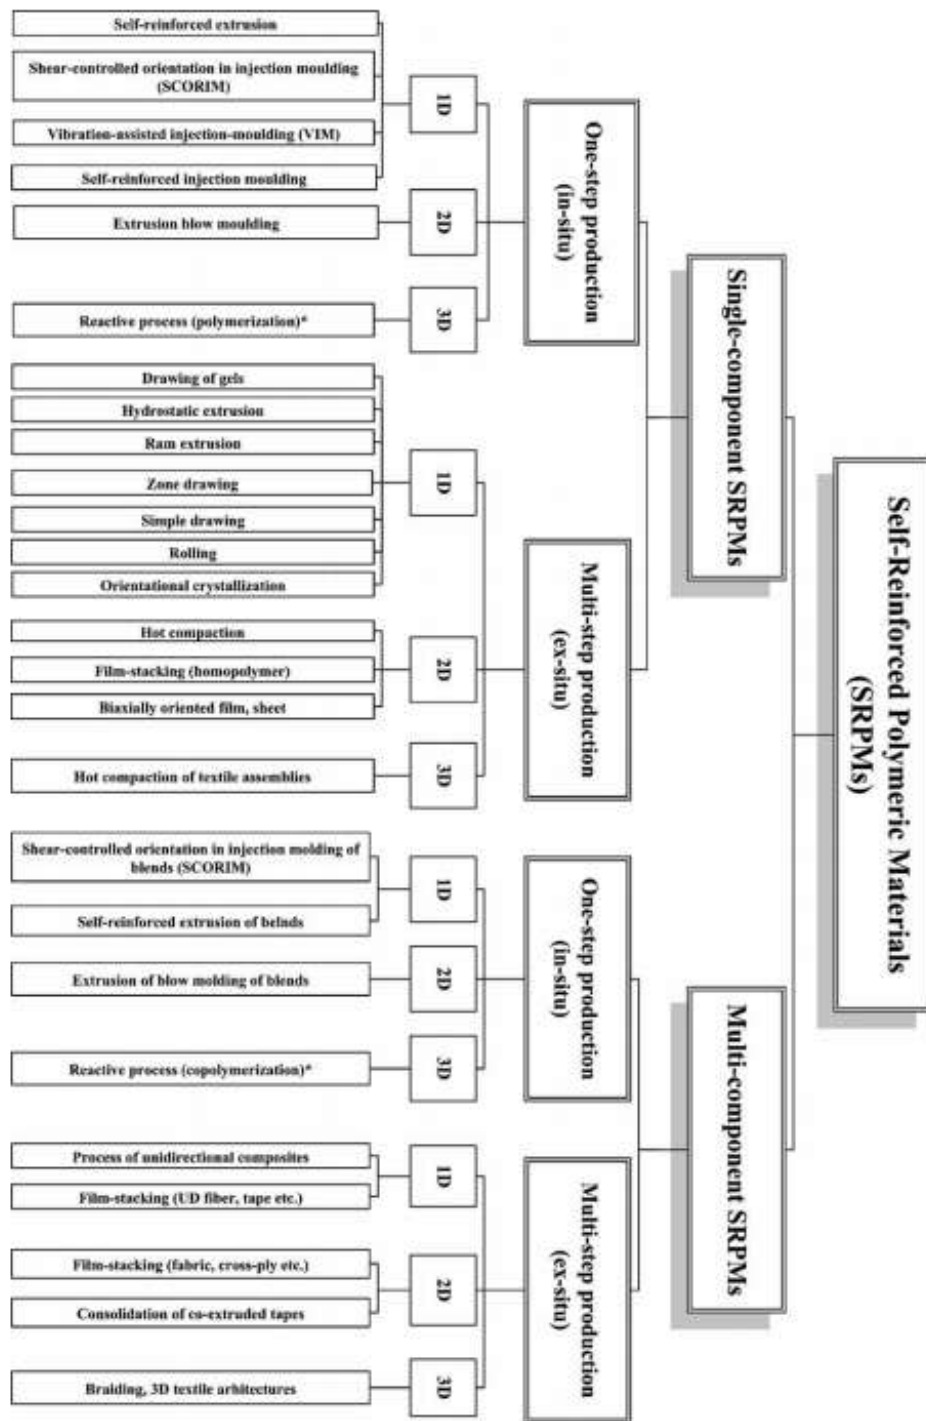 Self-Reinforced Polymeric Materials
(SRPMs)
Single-component SRPMs
One-step production
(in-situ)
1D
Self-reinforced extrusion
Shear-controlled orientation in injection moulding
(SCORIM)
Vibration-assisted injection-moulding (VIM)
Self-reinforced injection moulding
2D
Extrusion blow moulding
3D
Reactive process (polymerization)*
Multi-step production
(ex-situ)
1D
Drawing of gels
Hydrostatic extrusion
Ram extrusion
Zone drawing
Simple drawing
Rolling
Orientational crystallization
2D
Hot compaction
Film-stacking (homopolymer)
Biaxially oriented film, sheet
3D
Hot compaction of textile assemblies
Multi-component SRPMs
One-step production
(in-situ)
1D
Shear-controlled orientation in injection molding of
blends (SCORIM)
Self-reinforced extrusion of belnds
2D
Extrusion of blow molding of blends
3D
Reactive process (copolymerization)*
Multi-step production
(ex-situ)
1D
Process of unidirectional composites
Film-stacking (UD fiber, tape etc.)
2D
Film-stacking (fabric, cross-ply etc.)
Consolidation of co-extruded tapes
3D
Braiding, 3D textile arhitectures